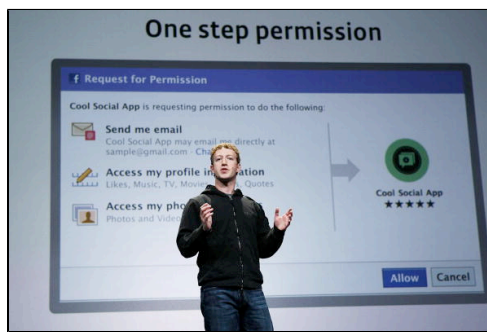 One step permission
f Request for Permission
Cool Social App is requesting permission to do the following:
Send me email
Cool Social App may email me directly at
sample@gmail.com
Access my profile
Likes, Music, TV, Quotes
Access my
Photos and
Cool Social App
Allow Cancel